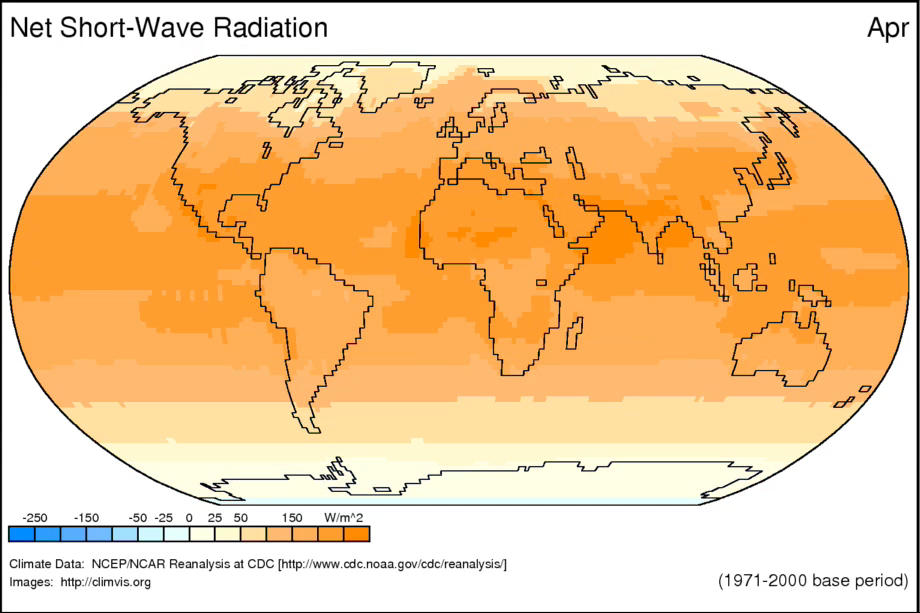 Net Short-Wave Radiation Apr
-250 -150 -50 -25 0 25 50 150 W/m^2
Climate Data: NCEP/NCAR Reanalysis at CDC [http://www.cdc.noaa.gov/cdc/reanalysis/]
Images: http://climvis.org (1971-2000 base period)